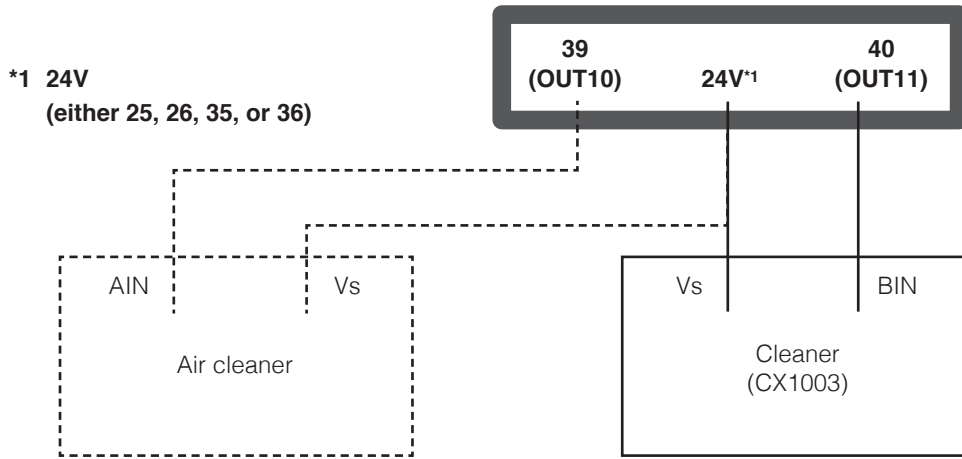 *1 24V
(either 25, 26, 35, or 36)
39
(OUT10)
24V*1
40
(OUT11)
AIN
Vs
Air cleaner
Vs
BIN
Cleaner
(CX1003)